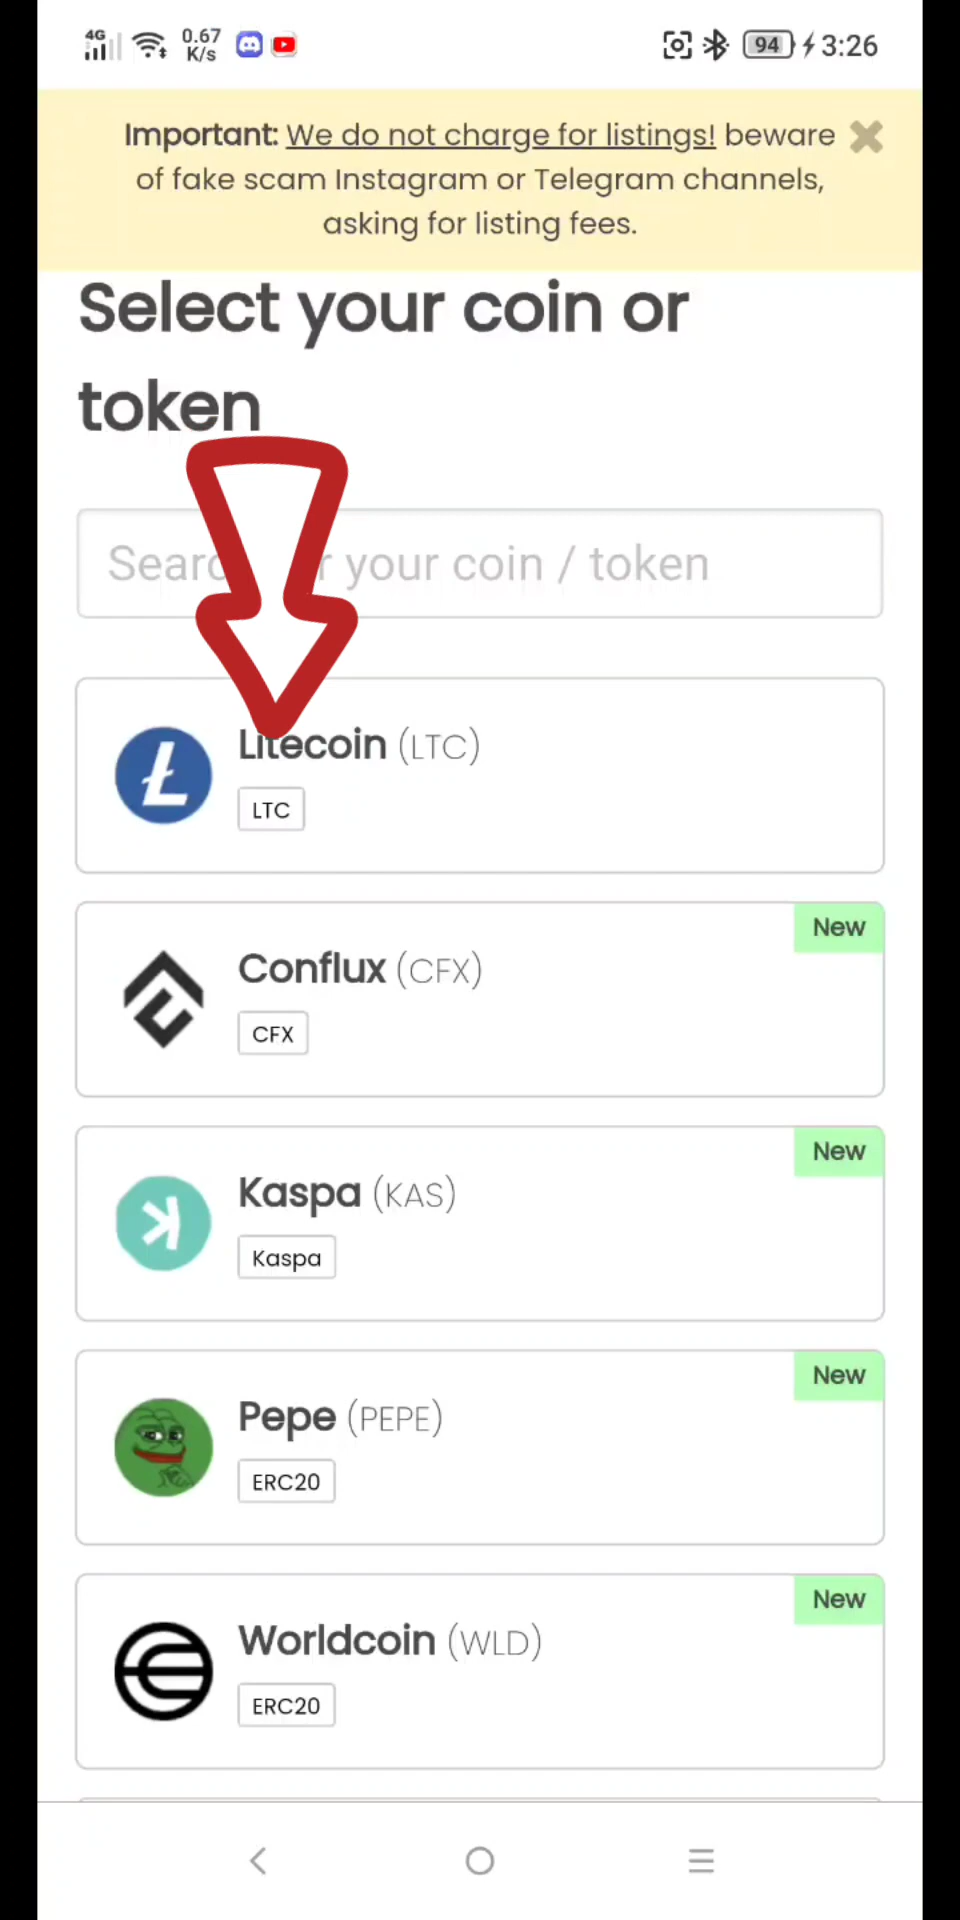 4G 0.67 K/s 94 3:26
Important: We do not charge for listings! beware
of fake scam Instagram or Telegram channels,
asking for listing fees.
Select your coin or
token
your coin / token
Litecoin (LTC)
LTC
New
Conflux (CFX)
CFX
New
Kaspa (KAS)
Kaspa
New
Pepe (PEPE)
ERC20
New
Worldcoin (WLD)
ERC20